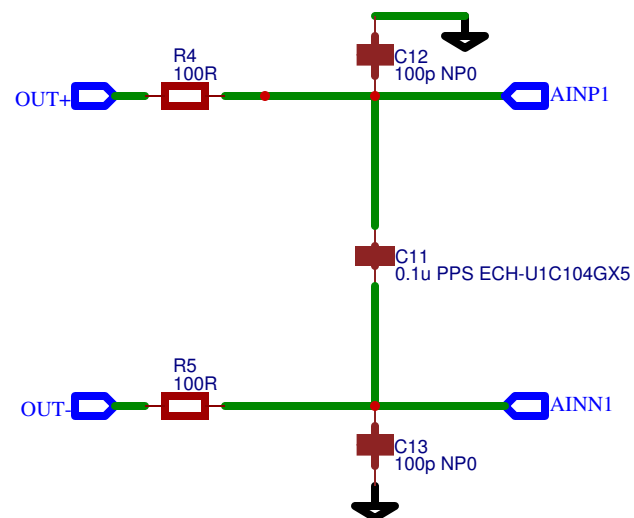 C12
100p NP0
R4
100R
OUT+
AINP1
C11
0.1u PPS ECH-U1C104GX5
R5
100R
OUT-
AINN1
C13
100p NP0